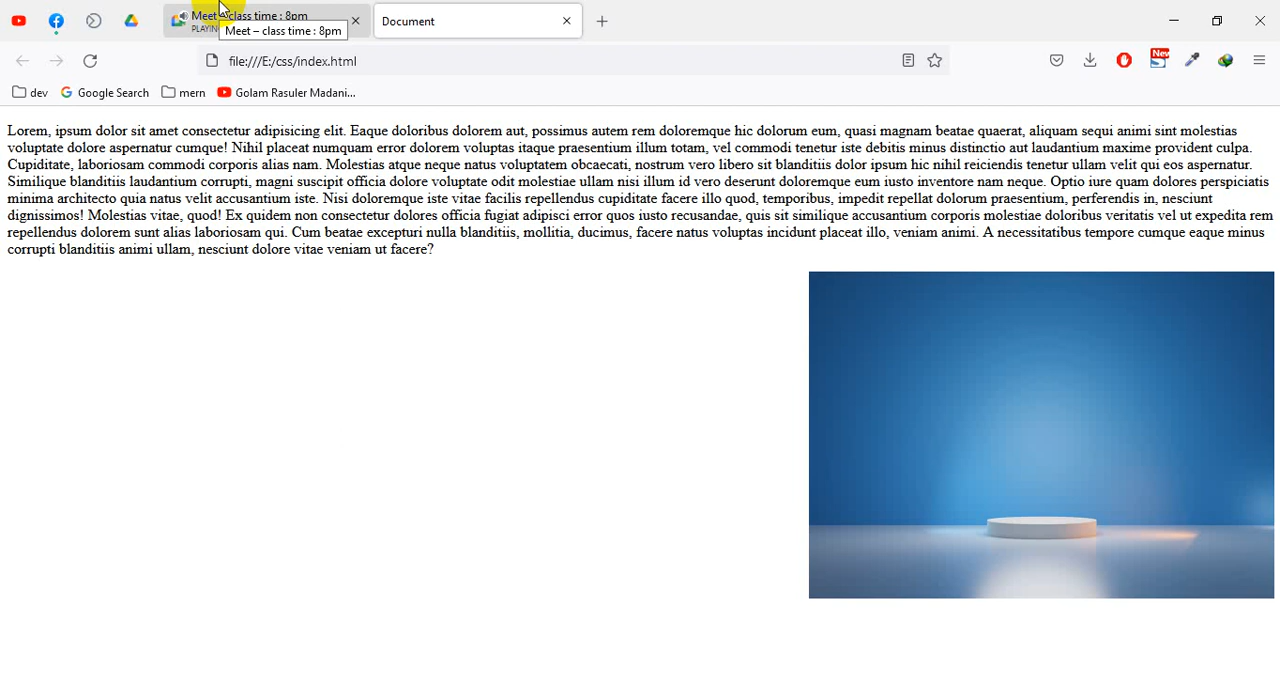 Meet – class time : 8pm
PLAYING
Meet – class time : 8pm
Document
file:///E:/css/index.html
New
dev
Google Search
mern
Golam Rasuler Madani...
Lorem, ipsum dolor sit amet consectetur adipisicing elit. Eaque doloribus dolorem aut, possimus autem rem doloremque hic dolorum eum, quasi magnam beatae quaerat, aliquam sequi animi sint molestias
voluptate dolore aspernatur cumque! Nihil placeat numquam error dolorem voluptas itaque praesentium illum totam, vel commodi tenetur iste debitis minus distinctio aut laudantium maxime provident culpa.
Cupiditate, laboriosam commodi corporis alias nam. Molestias atque neque natus voluptatem obcaecati, nostrum vero libero sit blanditiis dolor ipsum hic nihil reiciendis tenetur ullam velit qui eos aspernatur.
Similique blanditiis laudantium corrupti, magni suscipit officia dolore voluptate odit molestiae ullam nisi illum id vero deserunt doloremque eum iusto inventore nam neque. Optio iure quam dolores perspiciatis
minima architecto quia natus velit accusantium iste. Nisi doloremque iste vitae facilis repellendus cupiditate facere illo quod, temporibus, impedit repellat dolorum praesentium, perferendis in, nesciunt
dignissimos! Molestias vitae, quod! Ex quidem non consectetur dolores officia fugiat adipisci error quos iusto recusandae, quis sit similique accusantium corporis molestiae doloribus veritatis vel ut expedita rem
repellendus dolorem sunt alias laboriosam qui. Cum beatae excepturi nulla blanditiis, mollitia, ducimus, facere natus voluptas incidunt placeat illo, veniam animi. A necessitatibus tempore cumque eaque minus
corrupti blanditiis animi ullam, nesciunt dolore vitae veniam ut facere?